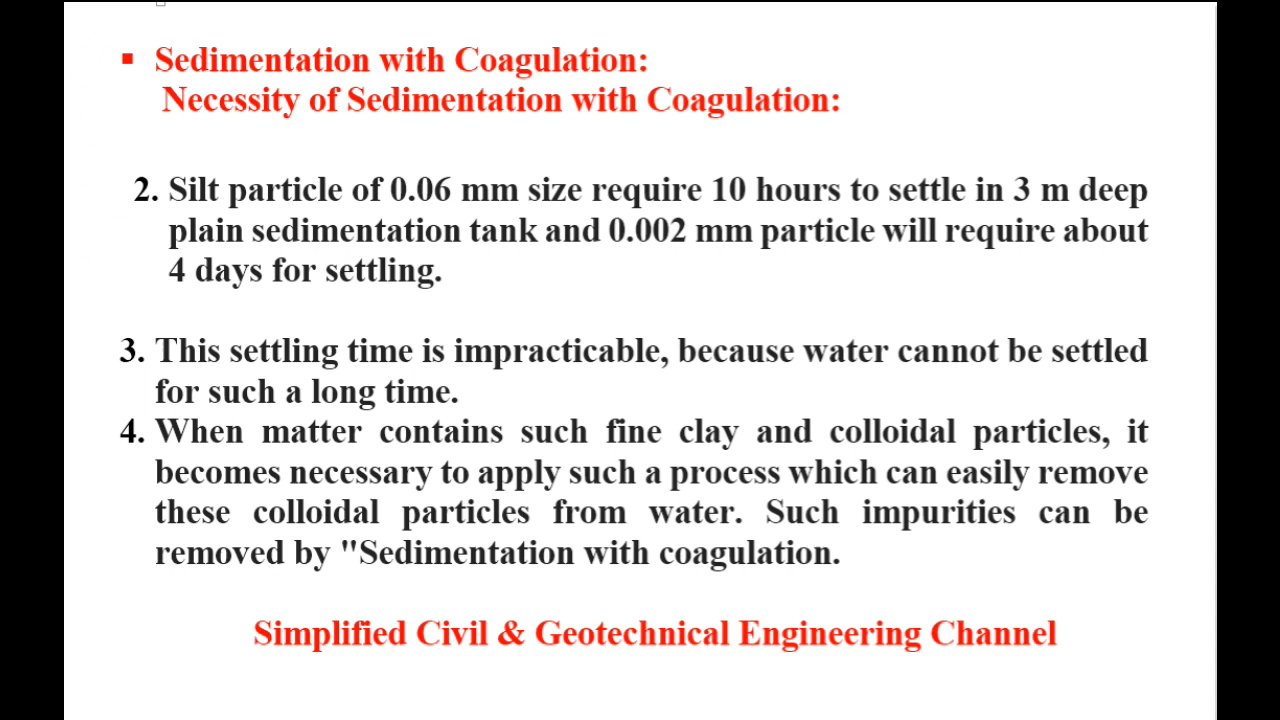 ▪ Sedimentation with Coagulation:
Necessity of Sedimentation with Coagulation:
2. Silt particle of 0.06 mm size require 10 hours to settle in 3 m deep
plain sedimentation tank and 0.002 mm particle will require about
4 days for settling.
3. This settling time is impracticable, because water cannot be settled
for such a long time.
4. When matter contains such fine clay and colloidal particles, it
becomes necessary to apply such a process which can easily remove
these colloidal particles from water. Such impurities can be
removed by "Sedimentation with coagulation.
Simplified Civil & Geotechnical Engineering Channel